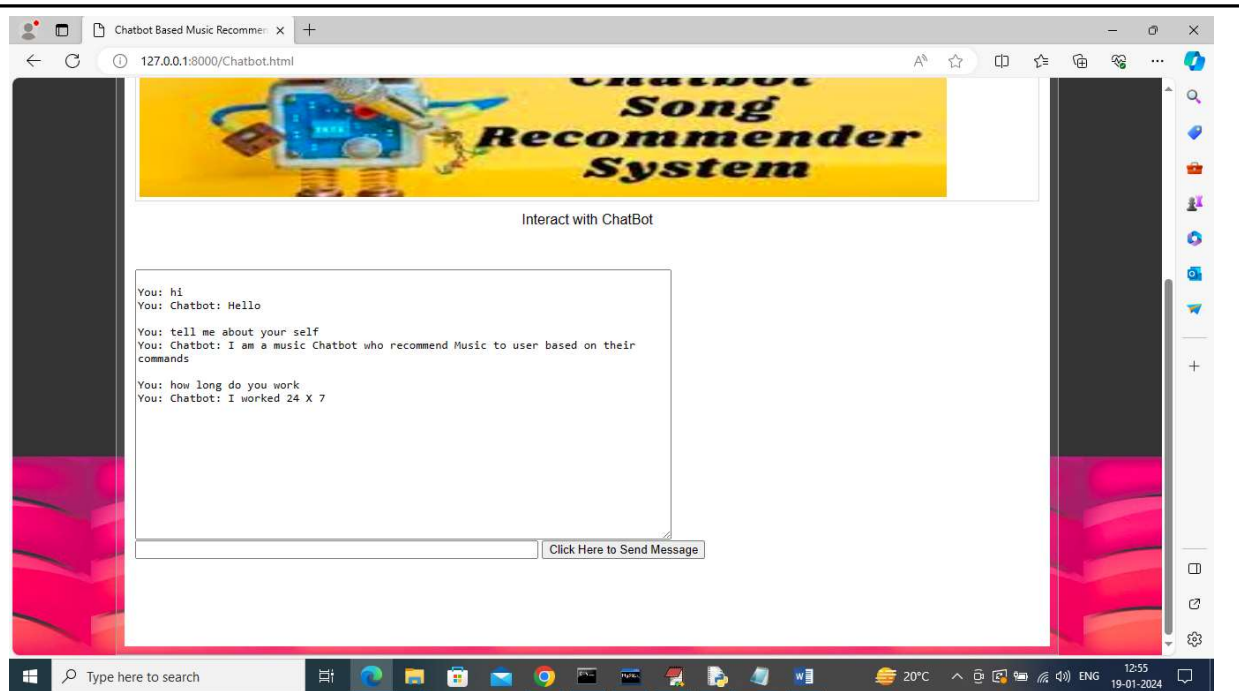 Chatbot Based Music Recommen
127.0.0.1:8000/Chatbot.html
Chatbot
Song
Recommender
System
Interact with ChatBot
You: hi
You: Chatbot: Hello
You: tell me about your self
You: Chatbot: I am a music Chatbot who recommend Music to user based on their
commands
You: how long do you work
You: Chatbot: I worked 24 X 7
Click Here to Send Message
Type here to search
20°C
ENG
12:55
19-01-2024